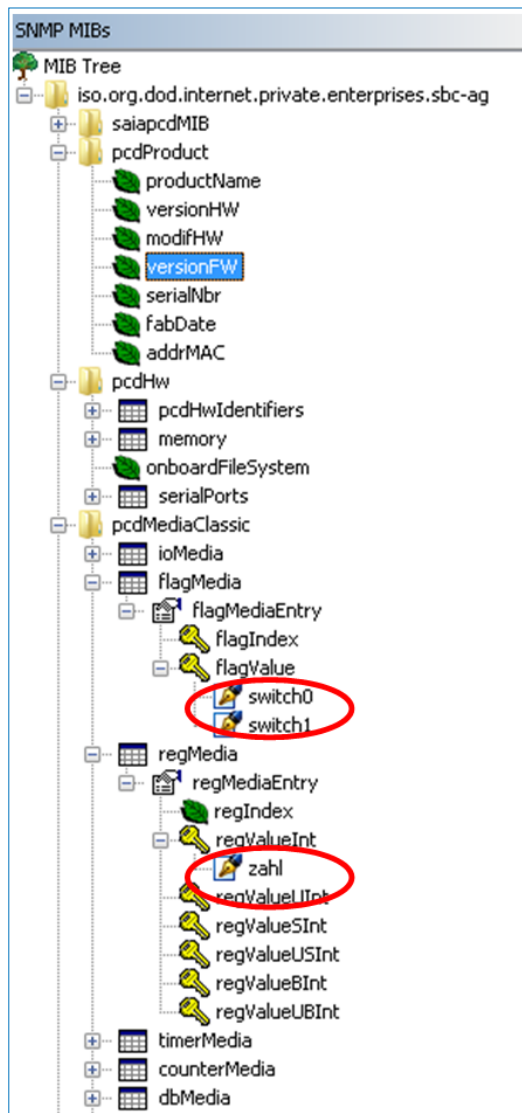 SNMP MIBs
MIB Tree
iso.org.dod.internet.private.enterprises.sbc-ag
saiapcdMIB
pcdProduct
productName
versionHW
modifHW
versionFW
serialNbr
fabDate
addrMAC
pcdHw
pcdHwIdentifiers
memory
onboardFileSystem
serialPorts
pcdMediaClassic
ioMedia
flagMedia
flagMediaEntry
flagIndex
flagValue
switch0
switch1
regMedia
regMediaEntry
regIndex
regValueInt
zahl
regValueUInt
regValueSInt
regValueUSInt
regValueBInt
regValueUBInt
timerMedia
counterMedia
dbMedia